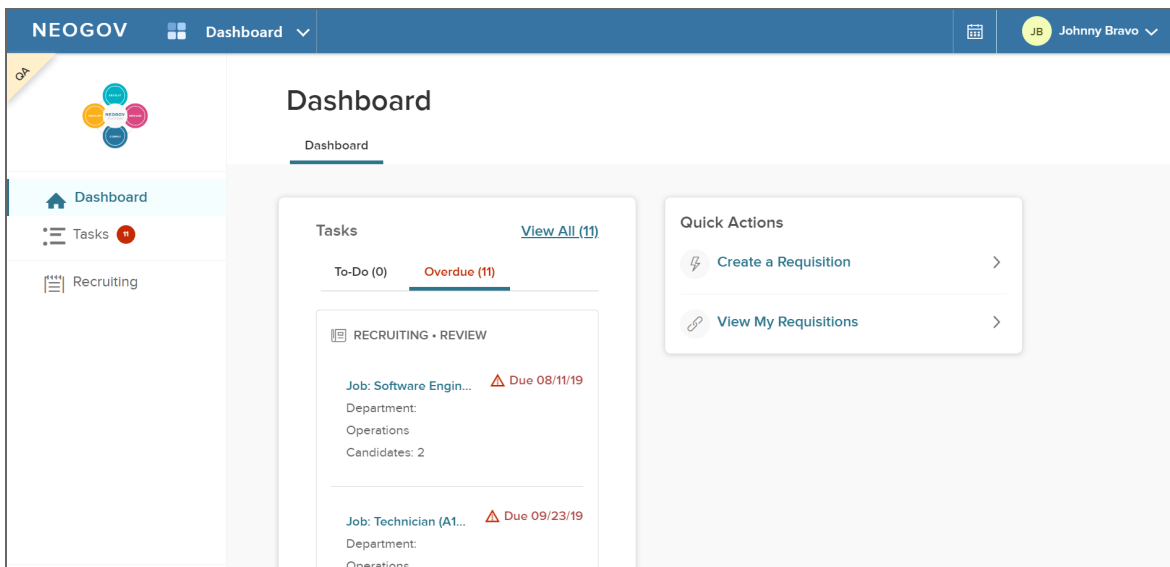 NEOGOV
Dashboard
JB
Johnny Bravo
QA
NEOGOV
Dashboard
Dashboard
Dashboard
Tasks 11
Recruiting
Tasks
View All (11)
To-Do (0)
Overdue (11)
RECRUITING • REVIEW
Job: Software Engin...
Due 08/11/19
Department:
Operations
Candidates: 2
Job: Technician (A1...
Due 09/23/19
Department:
Operations
Quick Actions
Create a Requisition
View My Requisitions